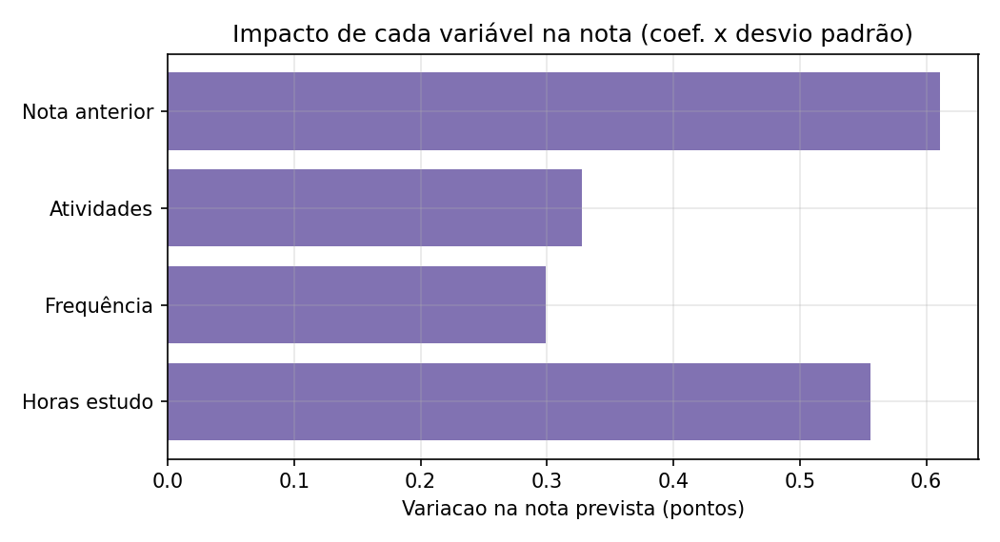 Impacto de cada variável na nota (coef. x desvio padrão)
Nota anterior
Atividades
Frequência
Horas estudo
0.0 0.1 0.2 0.3 0.4 0.5 0.6
Variacao na nota prevista (pontos)